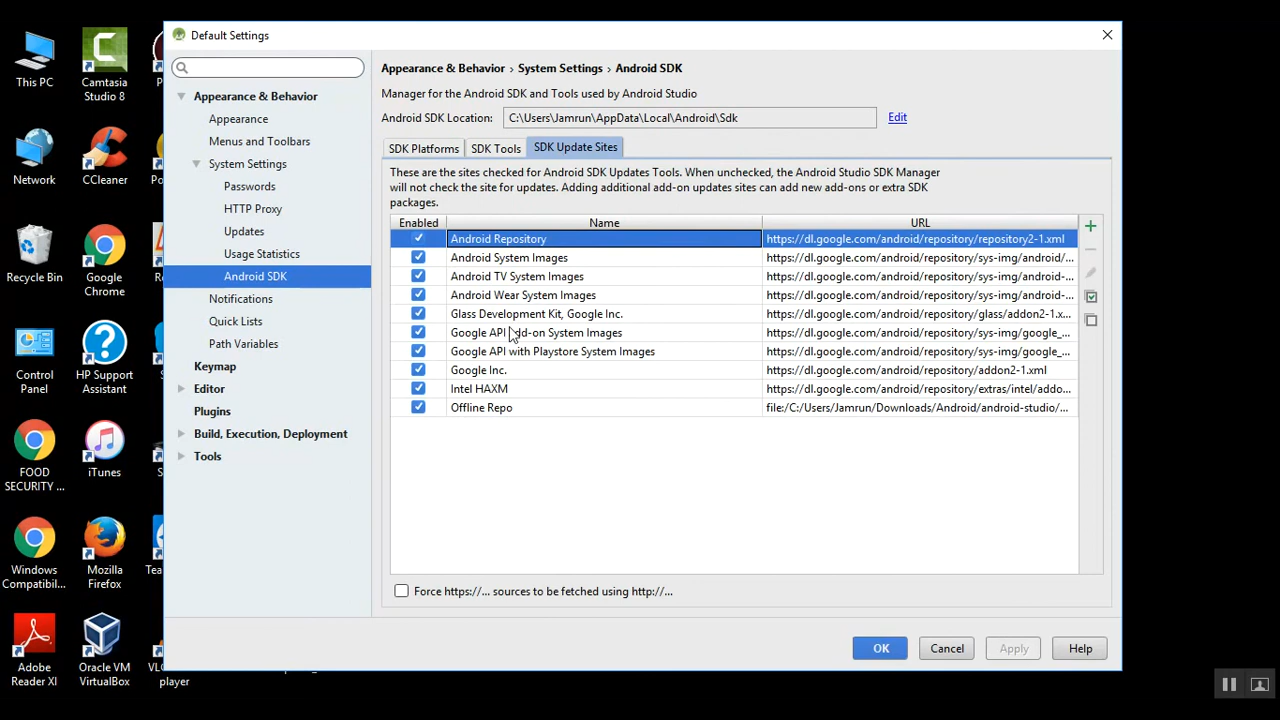 Default Settings
This PC
Camtasia
Studio 8
Network
CCleaner
Recycle Bin
Google
Chrome
Control
Panel
HP Support
Assistant
FOOD
SECURITY ...
iTunes
Windows
Compatibil...
Mozilla
Firefox
Adobe
Reader XI
Oracle VM
VirtualBox
player
Appearance & Behavior
Appearance
Menus and Toolbars
System Settings
Passwords
HTTP Proxy
Updates
Usage Statistics
Android SDK
Notifications
Quick Lists
Path Variables
Keymap
Editor
Plugins
Build, Execution, Deployment
Tools
Appearance & Behavior › System Settings › Android SDK
Manager for the Android SDK and Tools used by Android Studio
Android SDK Location: C:\Users\Jamrun\AppData\Local\Android\Sdk Edit
SDK Platforms SDK Tools SDK Update Sites
These are the sites checked for Android SDK Updates Tools. When unchecked, the Android Studio SDK Manager
will not check the site for updates. Adding additional add-on updates sites can add new add-ons or extra SDK
packages.
Enabled Name URL
Android Repository https://dl.google.com/android/repository/repository2-1.xml
Android System Images https://dl.google.com/android/repository/sys-img/android/...
Android TV System Images https://dl.google.com/android/repository/sys-img/android-...
Android Wear System Images https://dl.google.com/android/repository/sys-img/android-...
Glass Development Kit, Google Inc. https://dl.google.com/android/repository/glass/addon2-1.x...
Google API Add-on System Images https://dl.google.com/android/repository/sys-img/google_...
Google API with Playstore System Images https://dl.google.com/android/repository/sys-img/google_...
Google Inc. https://dl.google.com/android/repository/addon2-1.xml
Intel HAXM https://dl.google.com/android/repository/extras/intel/addo...
Offline Repo file:/C:/Users/Jamrun/Downloads/Android/android-studio/...
Force https://... sources to be fetched using http://...
OK Cancel Apply Help